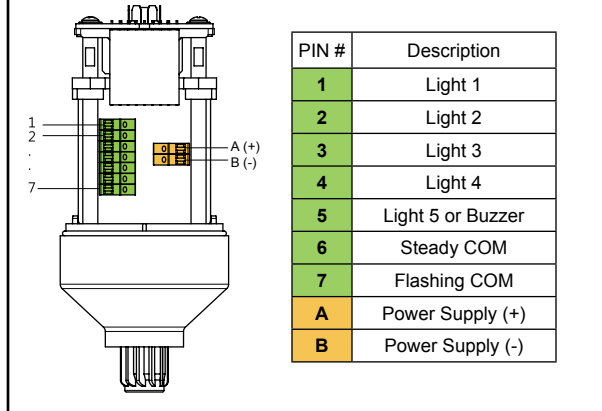 1
2
.
.
7
A (+)
B (-)
PIN # Description
1 Light 1
2 Light 2
3 Light 3
4 Light 4
5 Light 5 or Buzzer
6 Steady COM
7 Flashing COM
A Power Supply (+)
B Power Supply (-)